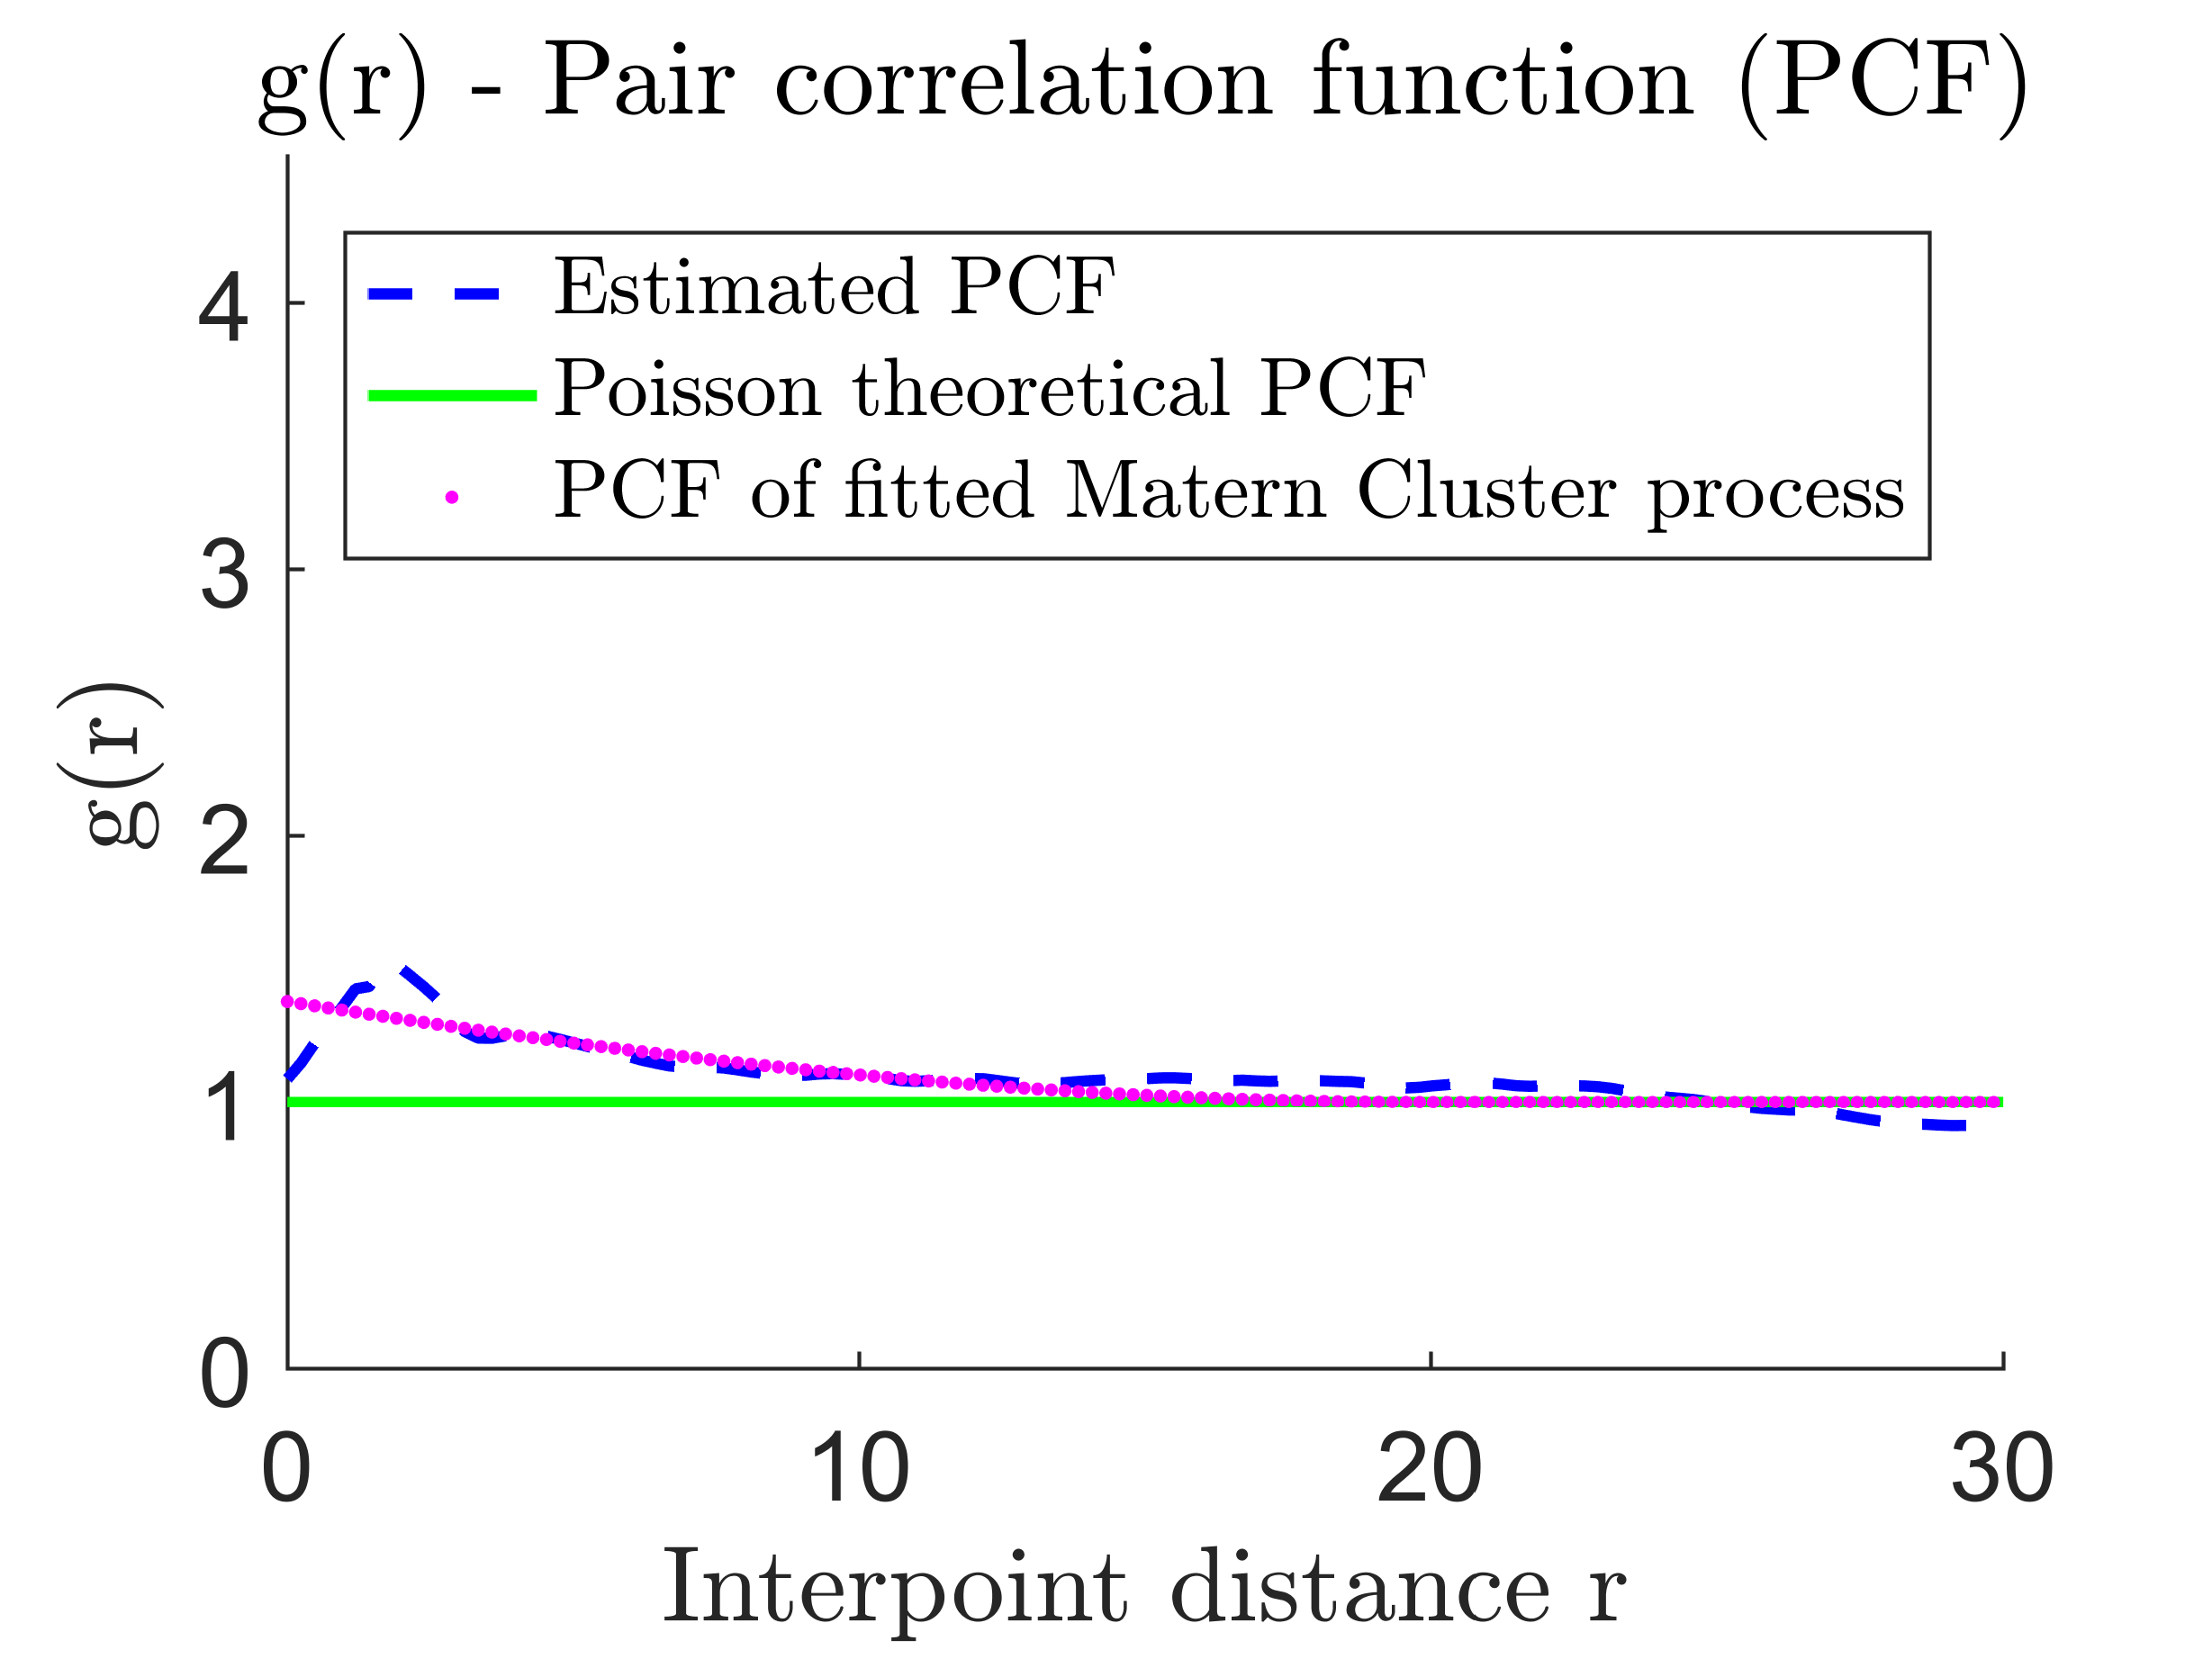 g(r) - Pair correlation function (PCF)
Estimated PCF
Poisson theoretical PCF
PCF of fitted Matern Cluster process
g(r)
4
3
2
1
0
0 10 20 30
Interpoint distance r